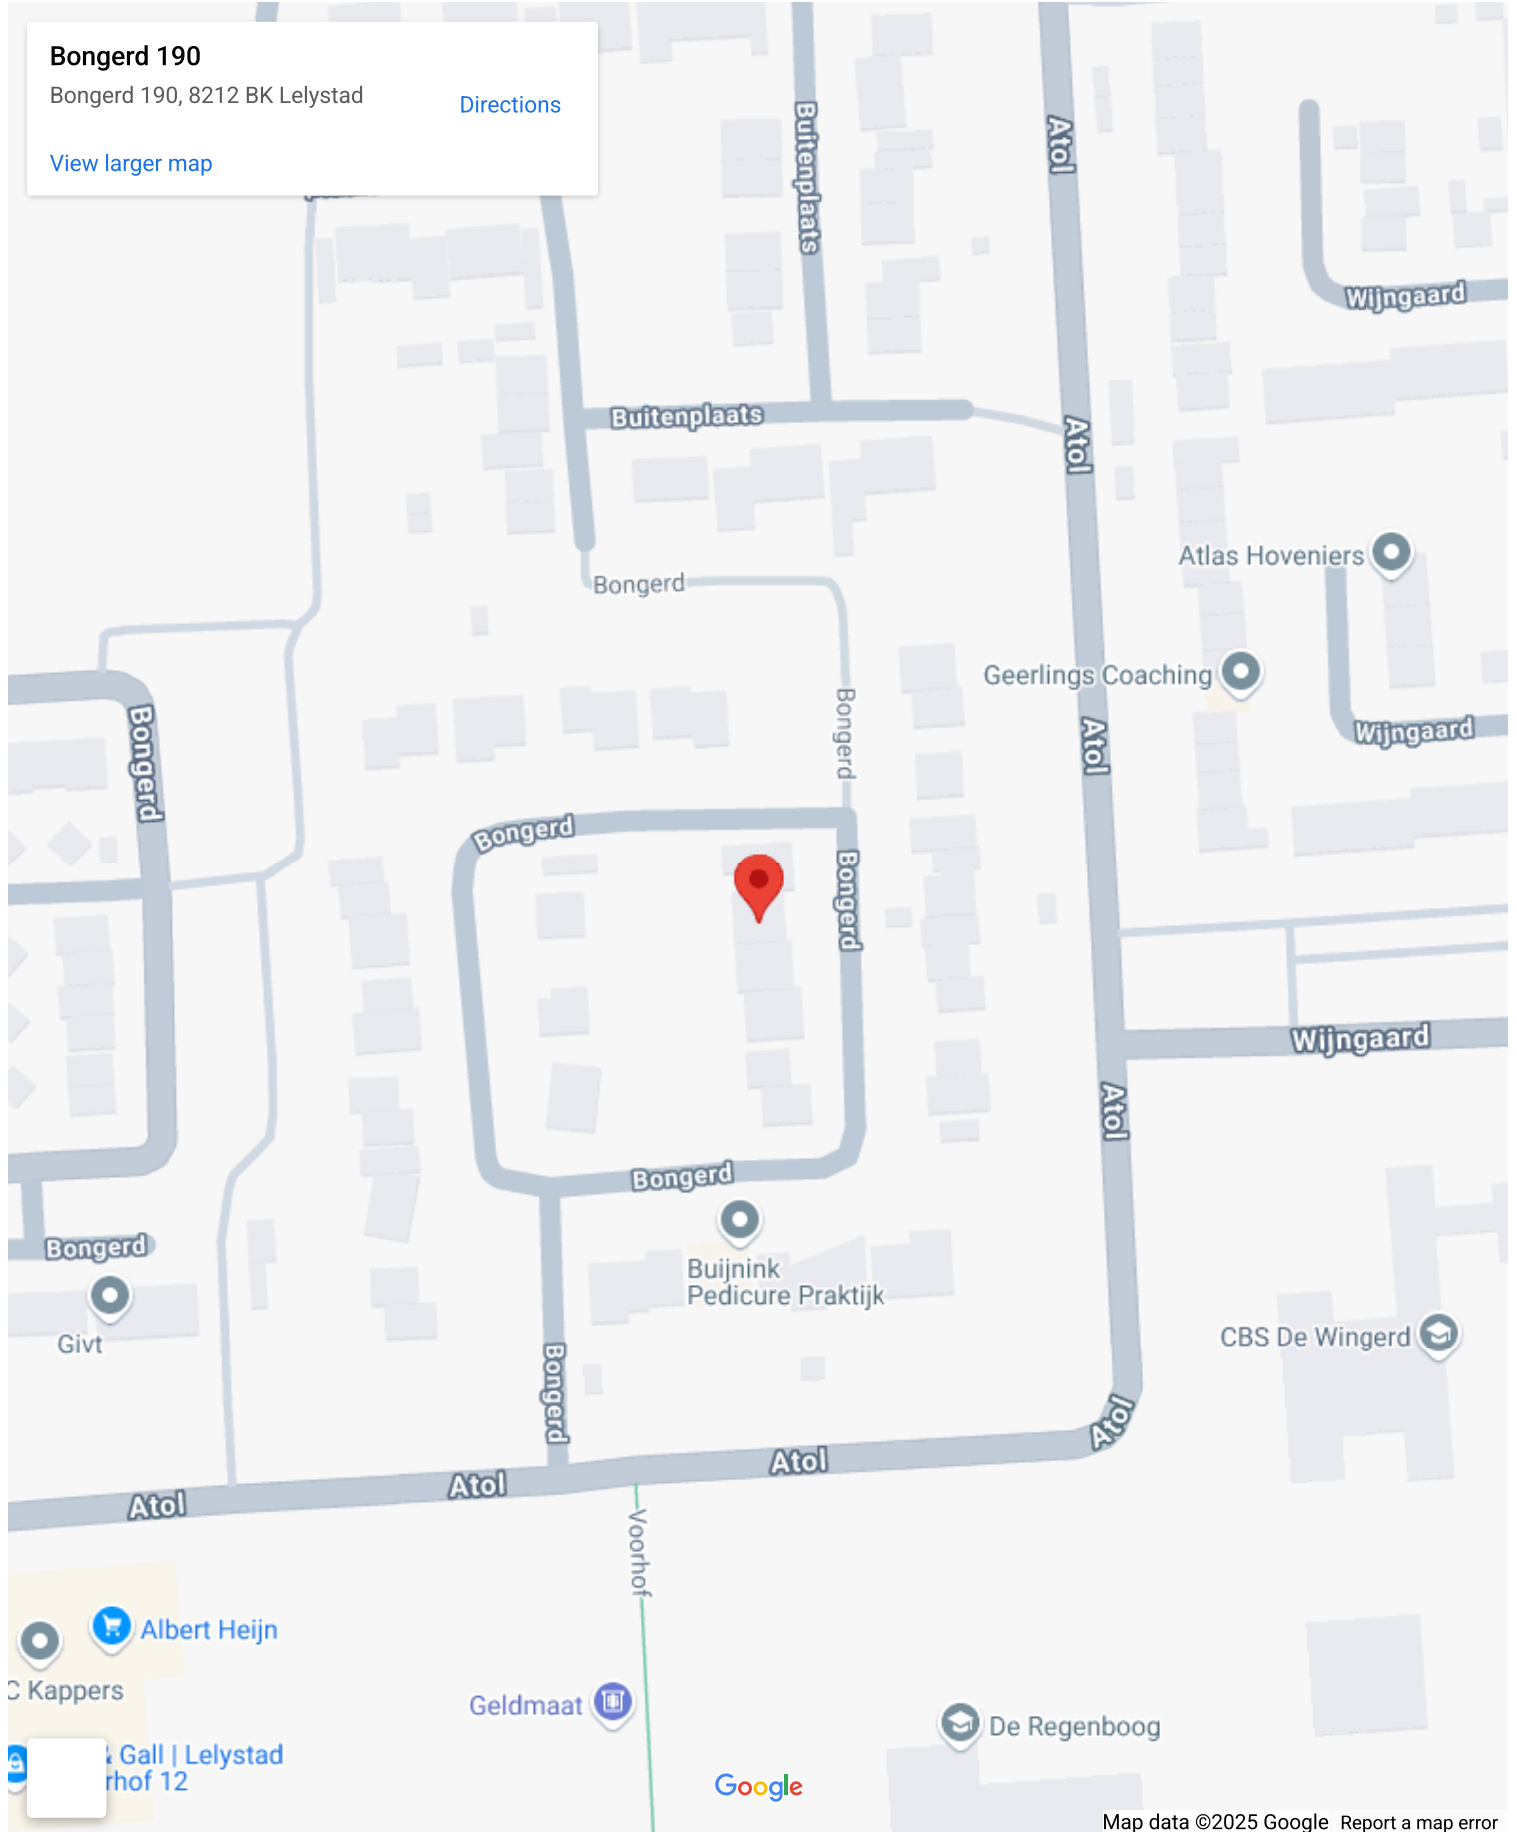 Bongerd 190
Bongerd 190, 8212 BK Lelystad
Directions
View larger map
Buitenplaats
Atol
Wijngaard
Buitenplaats
Atol
Atlas Hoveniers
Bongerd
Geerlings Coaching
Bongerd
Bongerd
Atol
Wijngaard
Bongerd
Bongerd
Wijngaard
Atol
Bongerd
Bongerd
Buijnink
Pedicure Praktijk
Givt
CBS De Wingerd
Bongerd
Atol
Atol
Atol
Atol
Voorhof
Albert Heijn
C Kappers
Geldmaat
De Regenboog
& Gall | Lelystad
rhof 12
Google
Map data ©2025 Google
Report a map error